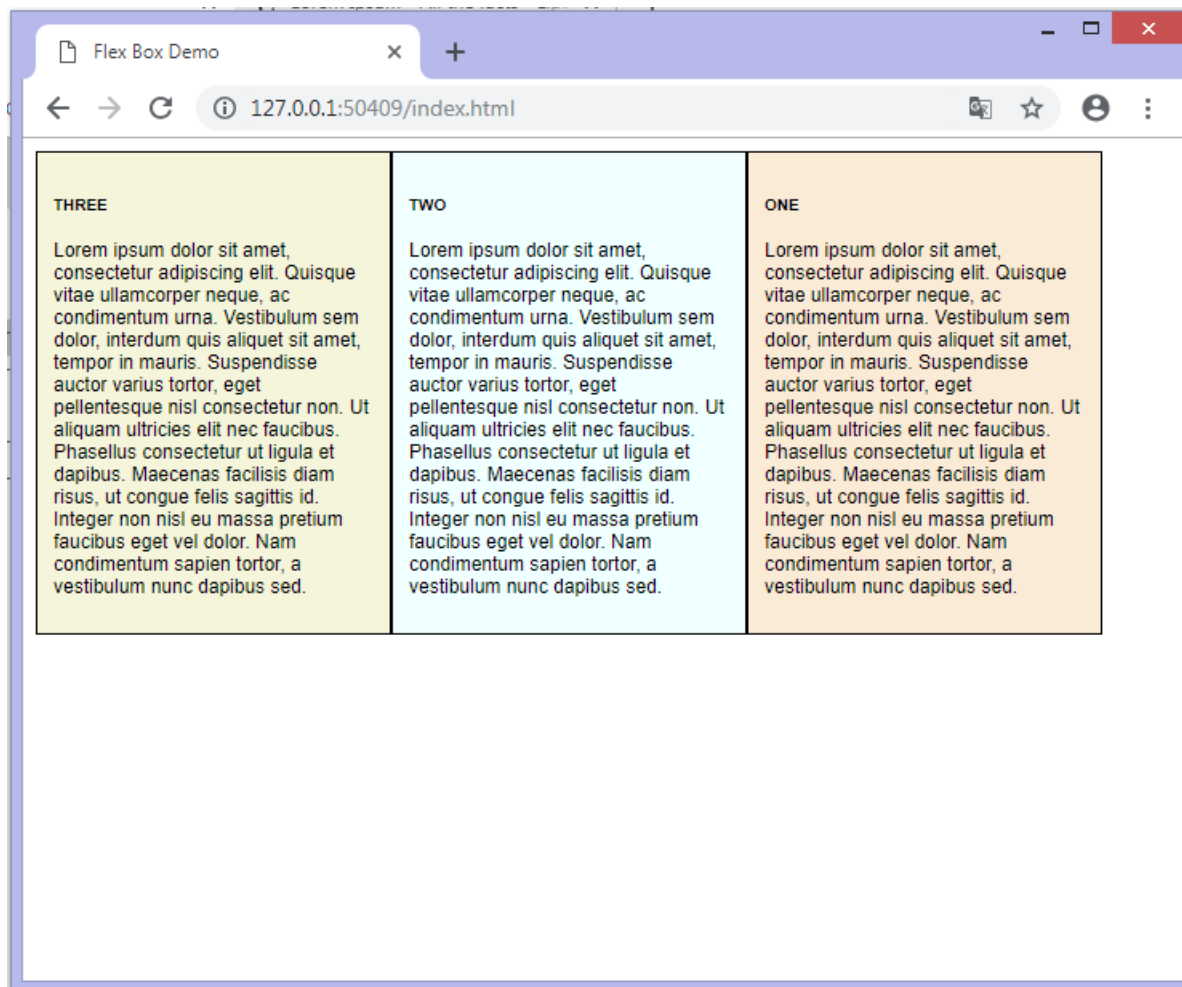 Flex Box Demo
127.0.0.1:50409/index.html
THREE
Lorem ipsum dolor sit amet,
consectetur adipiscing elit. Quisque
vitae ullamcorper neque, ac
condimentum urna. Vestibulum sem
dolor, interdum quis aliquet sit amet,
tempor in mauris. Suspendisse
auctor varius tortor, eget
pellentesque nisl consectetur non. Ut
aliquam ultricies elit nec faucibus.
Phasellus consectetur ut ligula et
dapibus. Maecenas facilisis diam
risus, ut congue felis sagittis id.
Integer non nisl eu massa pretium
faucibus eget vel dolor. Nam
condimentum sapien tortor, a
vestibulum nunc dapibus sed.
TWO
Lorem ipsum dolor sit amet,
consectetur adipiscing elit. Quisque
vitae ullamcorper neque, ac
condimentum urna. Vestibulum sem
dolor, interdum quis aliquet sit amet,
tempor in mauris. Suspendisse
auctor varius tortor, eget
pellentesque nisl consectetur non. Ut
aliquam ultricies elit nec faucibus.
Phasellus consectetur ut ligula et
dapibus. Maecenas facilisis diam
risus, ut congue felis sagittis id.
Integer non nisl eu massa pretium
faucibus eget vel dolor. Nam
condimentum sapien tortor, a
vestibulum nunc dapibus sed.
ONE
Lorem ipsum dolor sit amet,
consectetur adipiscing elit. Quisque
vitae ullamcorper neque, ac
condimentum urna. Vestibulum sem
dolor, interdum quis aliquet sit amet,
tempor in mauris. Suspendisse
auctor varius tortor, eget
pellentesque nisl consectetur non. Ut
aliquam ultricies elit nec faucibus.
Phasellus consectetur ut ligula et
dapibus. Maecenas facilisis diam
risus, ut congue felis sagittis id.
Integer non nisl eu massa pretium
faucibus eget vel dolor. Nam
condimentum sapien tortor, a
vestibulum nunc dapibus sed.